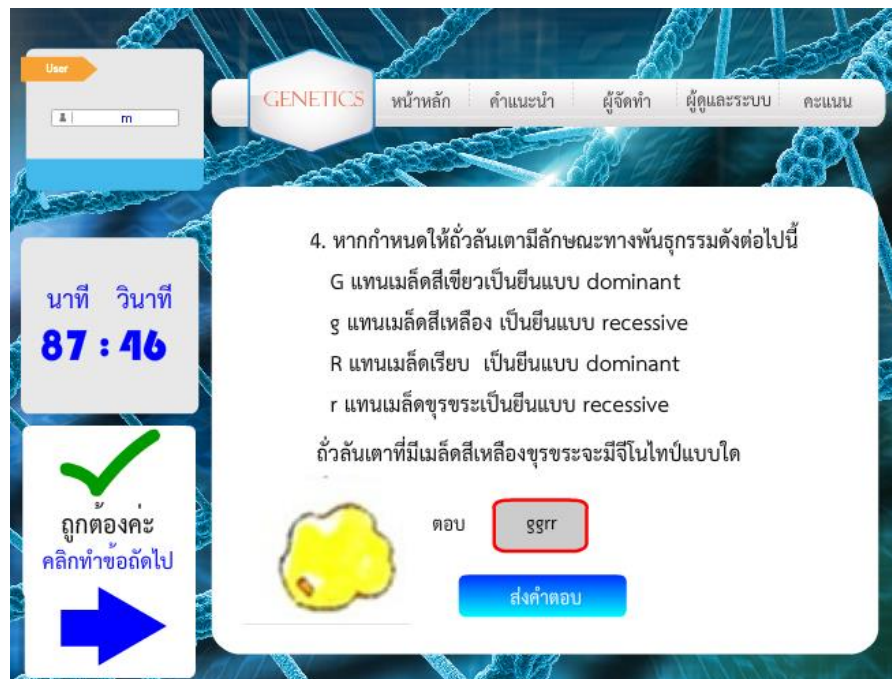 User
m
GENETICS
หน้าหลัก คำแนะนำ ผู้จัดทำ ผู้ดูและระบบ คะแนน
นาที วินาที
87 : 46
ถูกต้องค่ะ
คลิกทำข้อถัดไป
4. หากกำหนดให้ถั่วลันเตามีลักษณะทางพันธุกรรมดังต่อไปนี้
G แทนเมล็ดสีเขียวเป็นยีนแบบ dominant
g แทนเมล็ดสีเหลือง เป็นยีนแบบ recessive
R แทนเมล็ดเรียบ เป็นยีนแบบ dominant
r แทนเมล็ดขุรขระเป็นยีนแบบ recessive
ถั่วลันเตาที่มีเมล็ดสีเหลืองขุรขระจะมีจีโนไทป์แบบใด
ตอบ ggrr
ส่งคำตอบ